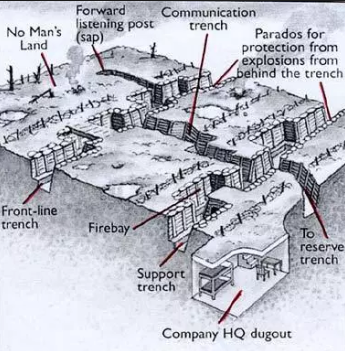 No Man's
Land
Forward
listening post
(sap)
Communication
trench
Parados for
protection from
explosions from
behind the trench
Front-line
trench
Firebay
Support
trench
To
reserve
trench
Company HQ dugout